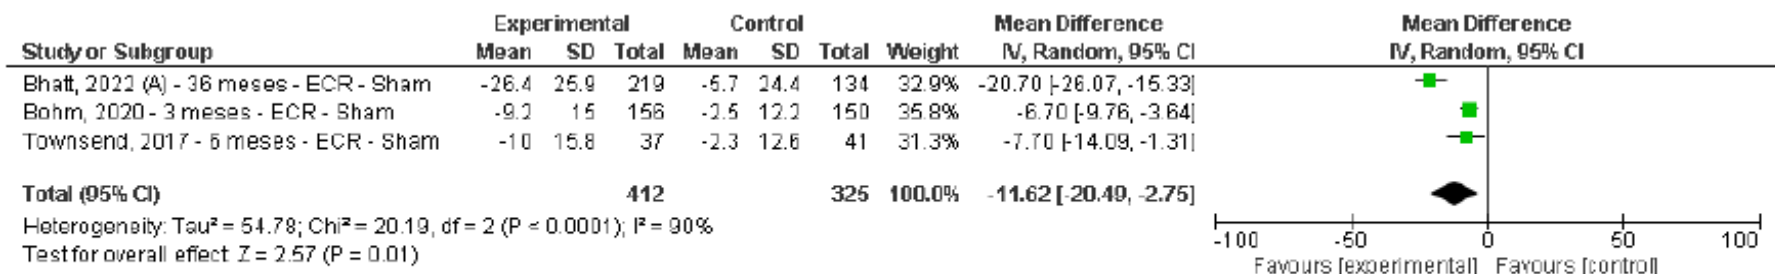 Experimental Control Mean Difference Mean Difference
Study or Subgroup Mean SD Total Mean SD Total Weight IV, Random, 95% CI IV, Random, 95% CI
Bhatt, 2022 (A) - 36 meses - ECR - Sham -26.4 25.9 219 -5.7 24.4 134 32.9% -20.70 [-26.07, -15.33]
Bohm, 2020 - 3 meses - ECR - Sham -9.2 15 156 -2.5 12.2 150 35.8% -6.70 [-9.76, -3.64]
Townsend, 2017 - 6 meses - ECR - Sham -10 15.8 37 -2.3 12.6 41 31.3% -7.70 [-14.09, -1.31]
Total (95% CI) 412 325 100.0% -11.62 [-20.49, -2.75]
Heterogeneity: Tau² = 54.78; Chi² = 20.19, df = 2 (P < 0.0001); I² = 90%
Test for overall effect: Z = 2.57 (P = 0.01)
-100 -50 0 50 100
Favours [experimental] Favours [control]